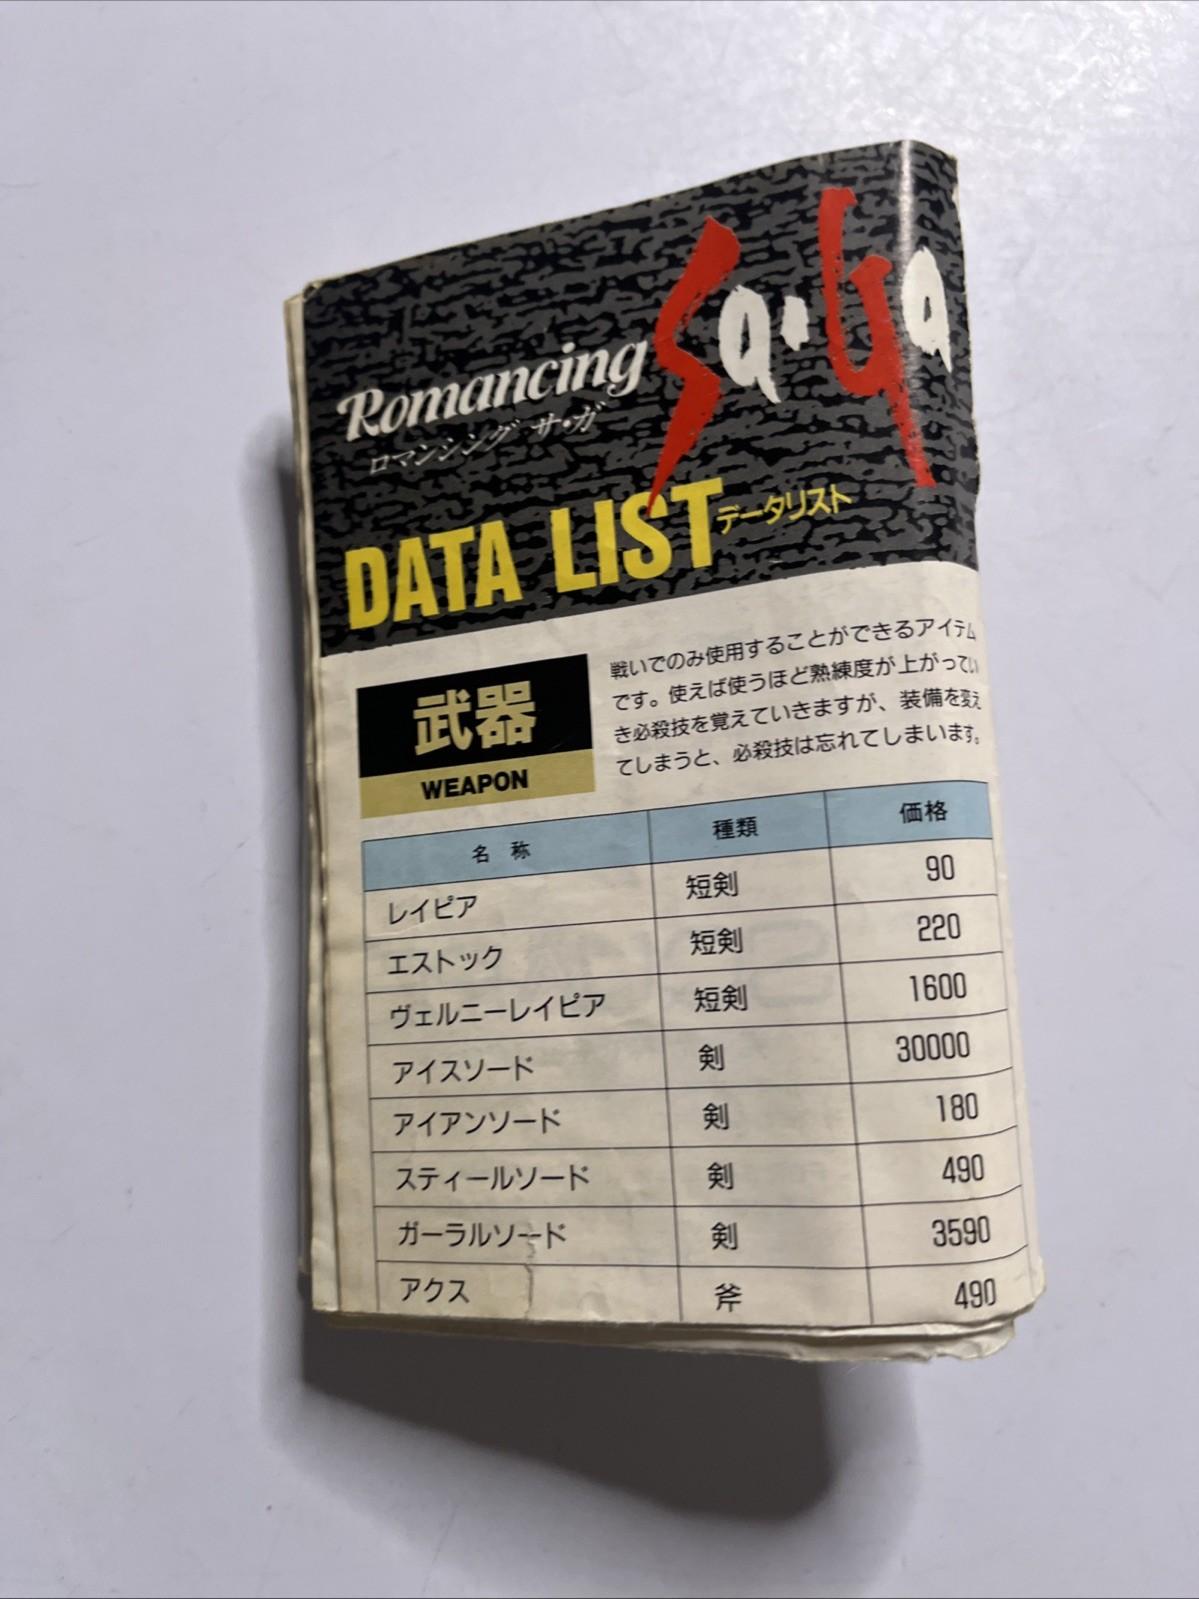 Romancing Sa・Ga
ロマンシング サ・ガ
DATA LIST データリスト
武器
WEAPON
戦いでのみ使用することができるアイテム
です。使えば使うほど熟練度が上がってい
き必殺技を覚えていきますが、装備を変え
てしまうと、必殺技は忘れてしまいます。
名 称 種類 価格
レイピア 短剣 90
エストック 短剣 220
ヴェルニーレイピア 短剣 1600
アイスソード 剣 30000
アイアンソード 剣 180
スティールソード 剣 490
ガーラルソード 剣 3590
アクス 斧 490